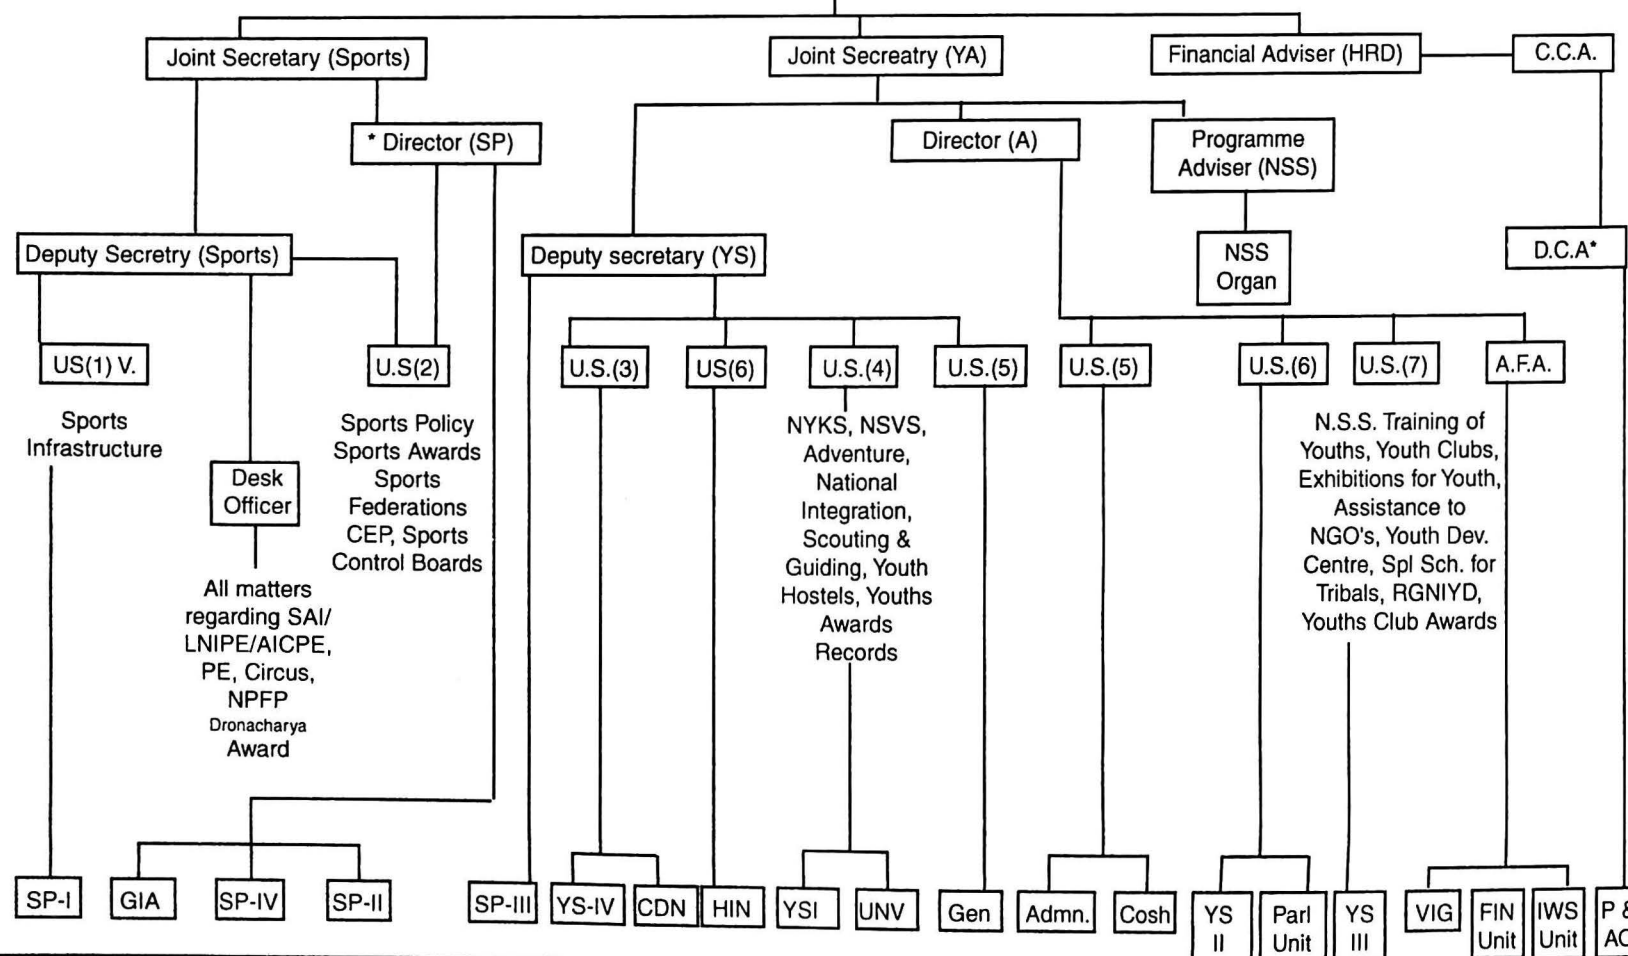 Joint Secretary (Sports)
Joint Secreatry (YA)
Financial Adviser (HRD)
C.C.A.
* Director (SP)
Director (A)
Programme
Adviser (NSS)
Deputy Secretry (Sports)
Deputy secretary (YS)
NSS
Organ
D.C.A*
US(1) V.
U.S(2)
U.S.(3)
US(6)
U.S.(4)
U.S.(5)
U.S.(5)
U.S.(6)
U.S.(7)
A.F.A.
Sports
Infrastructure
Desk
Officer
Sports Policy
Sports Awards
Sports
Federations
CEP, Sports
Control Boards
NYKS, NSVS,
Adventure,
National
Integration,
Scouting &
Guiding, Youth
Hostels, Youths
Awards
Records
N.S.S. Training of
Youths, Youth Clubs,
Exhibitions for Youth,
Assistance to
NGO's, Youth Dev.
Centre, Spl Sch. for
Tribals, RGNIYD,
Youths Club Awards
All matters
regarding SAI/
LNIPE/AICPE,
PE, Circus,
NPFP
Dronacharya
Award
SP-I
GIA
SP-IV
SP-II
SP-III
YS-IV
CDN
HIN
YSI
UNV
Gen
Admn.
Cosh
YS
II
Parl
Unit
YS
III
VIG
FIN
Unit
IWS
Unit
P &
AO